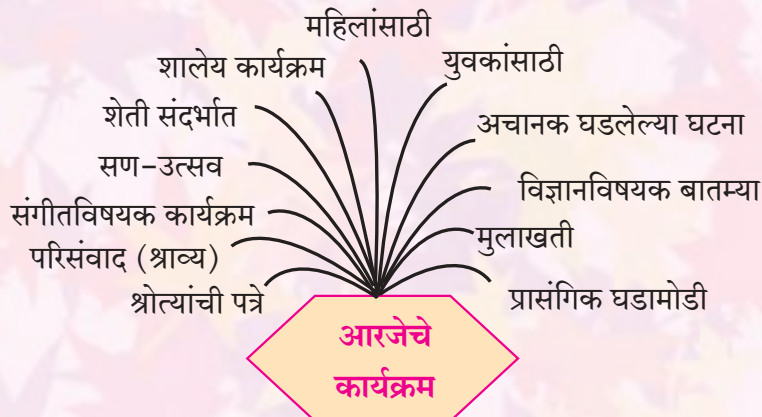 महिलांसाठी
शालेय कार्यक्रम
युवकांसाठी
शेती संदर्भात
अचानक घडलेल्या घटना
सण-उत्सव
विज्ञानविषयक बातम्या
संगीतविषयक कार्यक्रम
मुलाखती
परिसंवाद (श्राव्य)
श्रोत्यांची पत्रे
प्रासंगिक घडामोडी
आरजेचे
कार्यक्रम